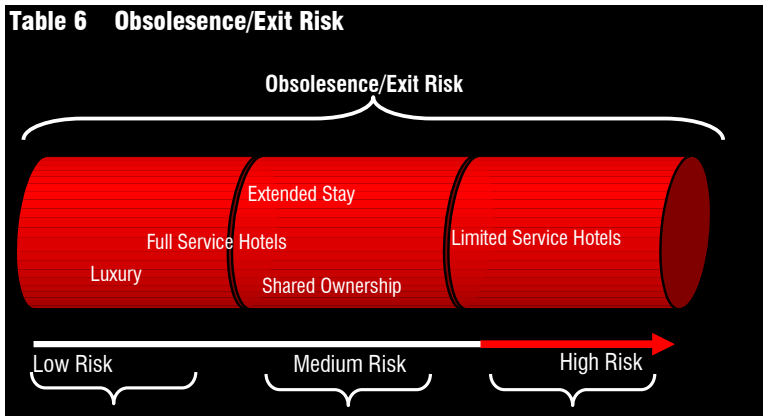 Table 6 Obsolesence/Exit Risk
Obsolesence/Exit Risk
Extended Stay
Full Service Hotels
Limited Service Hotels
Luxury
Shared Ownership
Low Risk
Medium Risk
High Risk